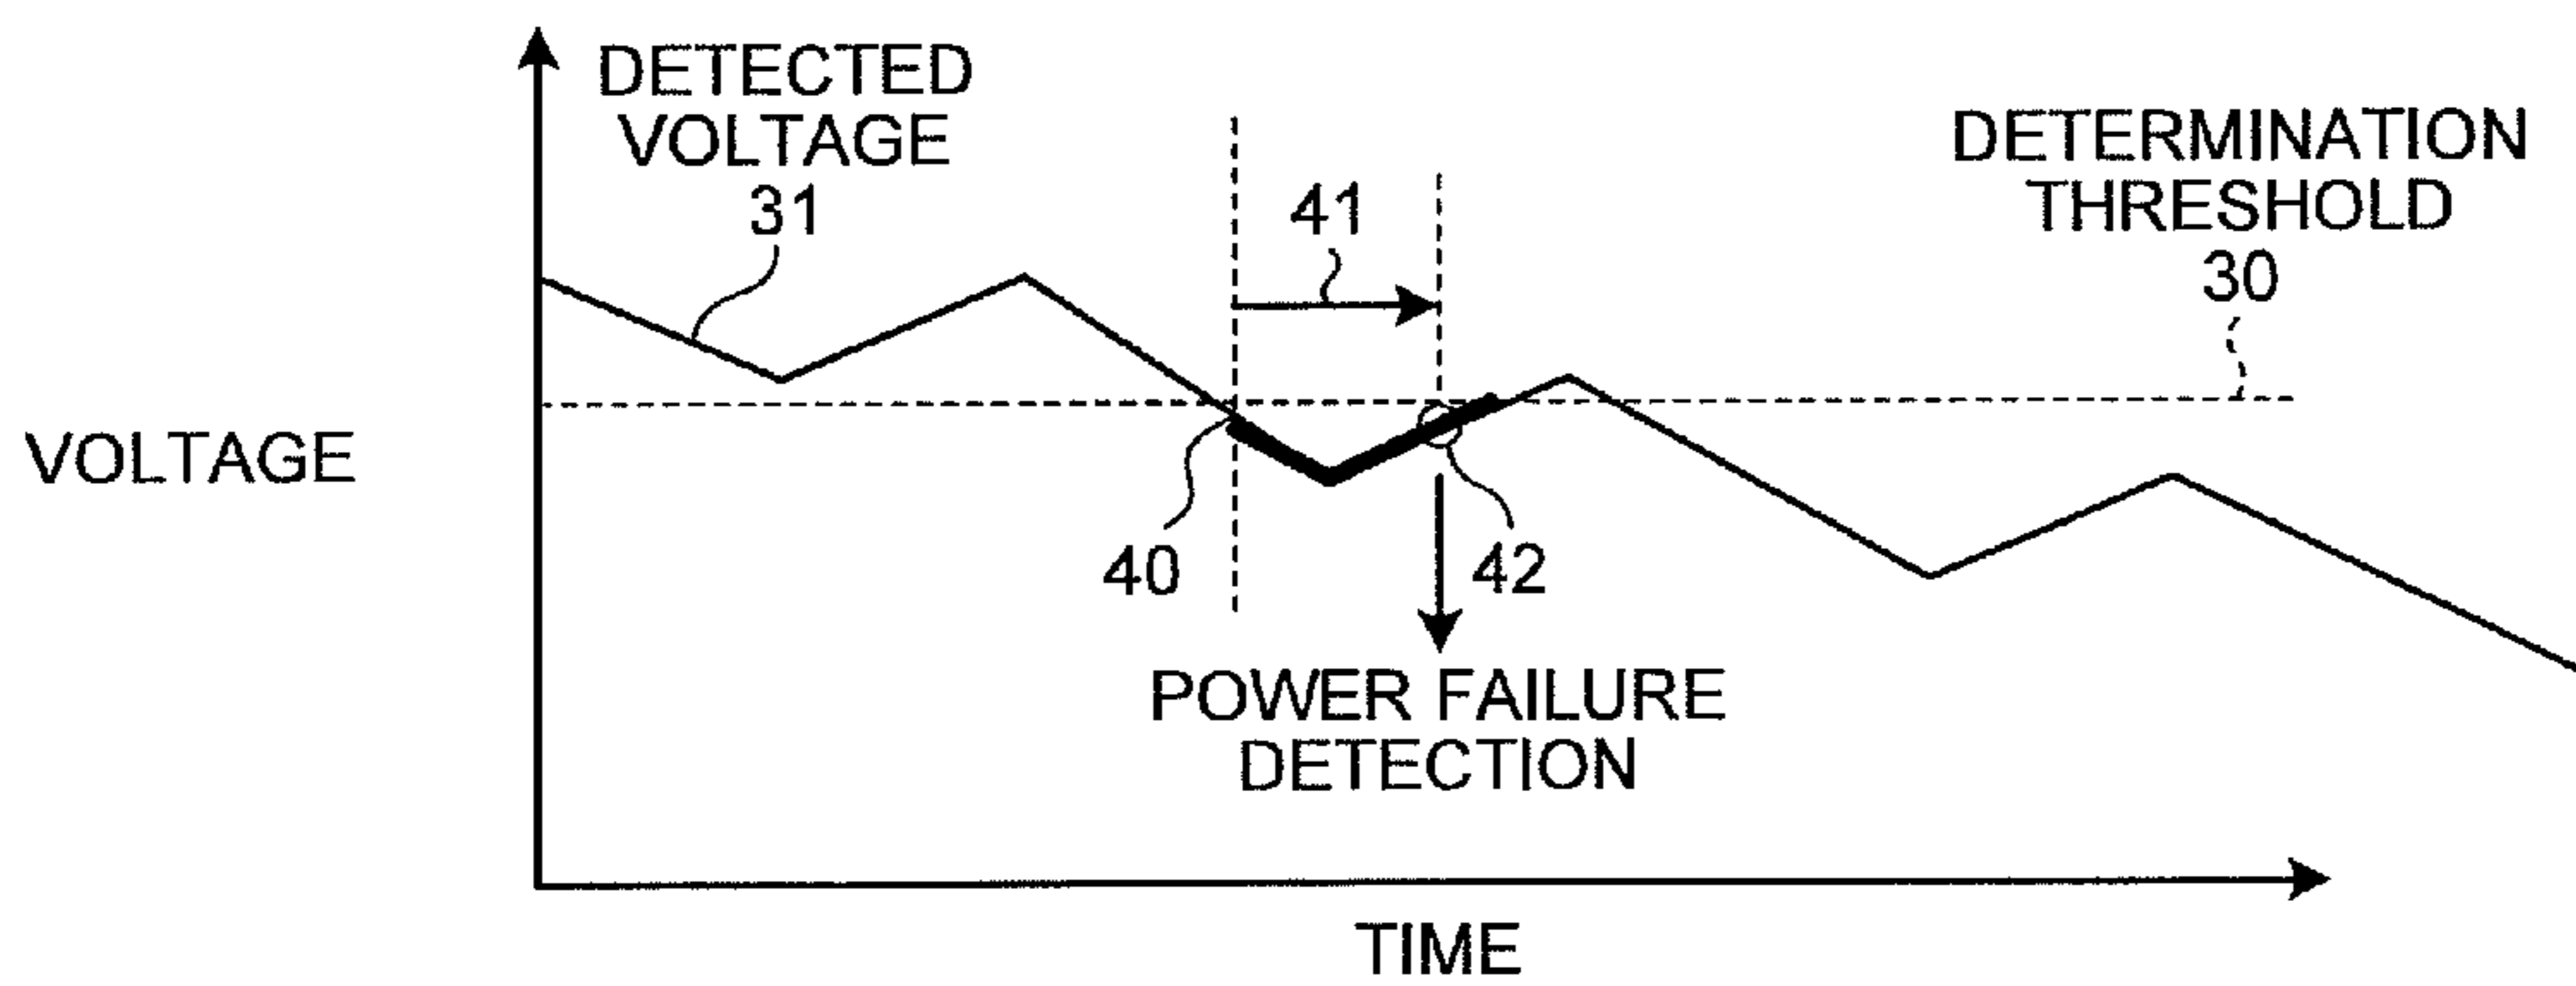 DETECTED
VOLTAGE
31
41
DETERMINATION
THRESHOLD
30
VOLTAGE
40
42
POWER FAILURE
DETECTION
TIME